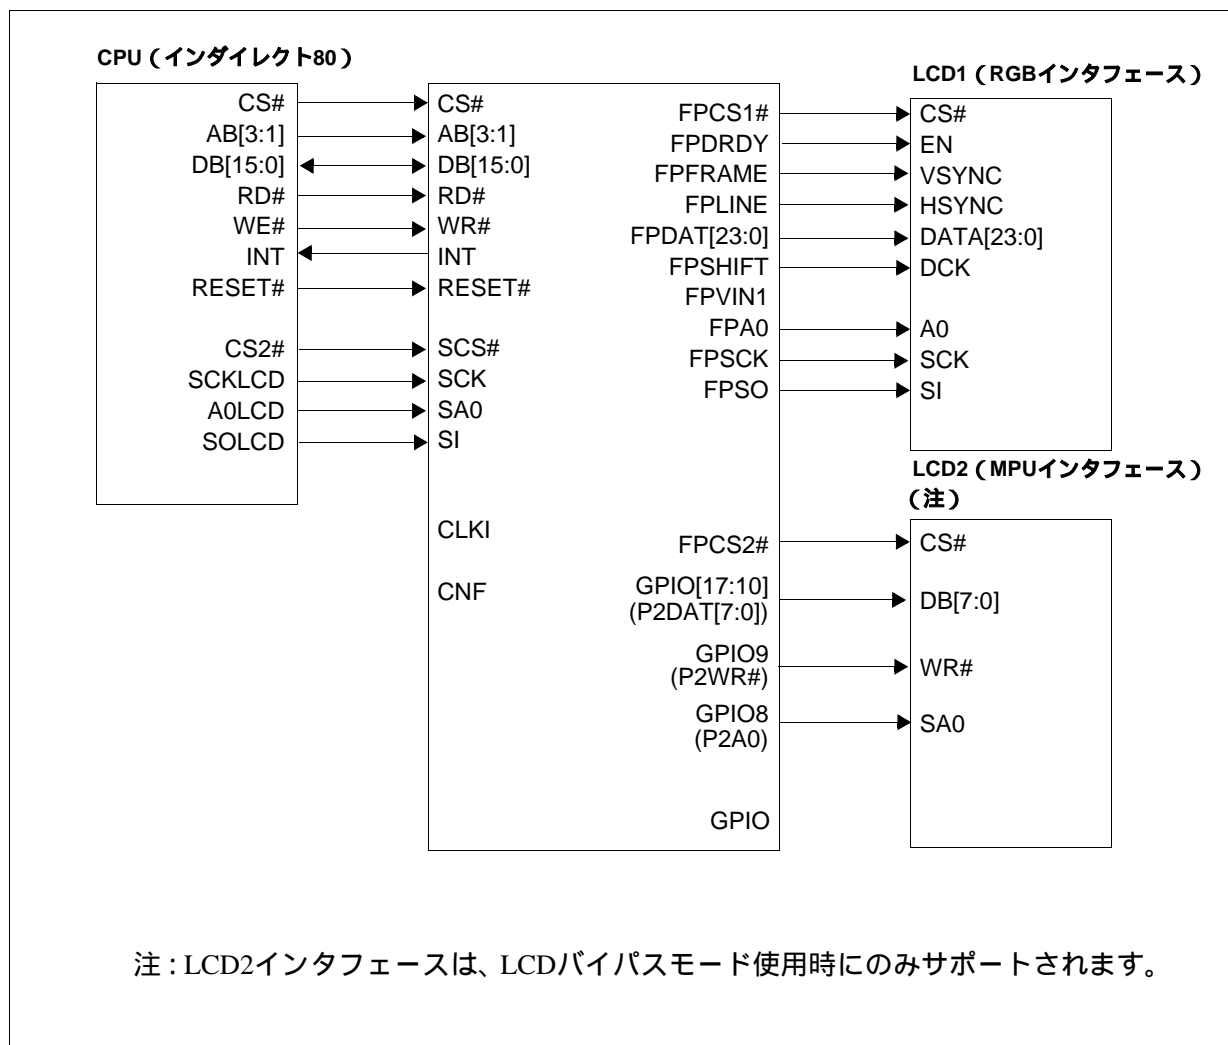 CPU（インダイレクト80）
CS#
AB[3:1]
DB[15:0]
RD#
WE#
INT
RESET#
CS2#
SCKLCD
A0LCD
SOLCD
CS#
AB[3:1]
DB[15:0]
RD#
WR#
INT
RESET#
SCS#
SCK
SA0
SI
CLKI
CNF
FPCS1#
FPDRDY
FPFRAME
FPLINE
FPDAT[23:0]
FPSHIFT
FPVIN1
FPA0
FPSCK
FPSO
FPCS2#
GPIO[17:10]
(P2DAT[7:0])
GPIO9
(P2WR#)
GPIO8
(P2A0)
GPIO
LCD1（RGBインタフェース）
CS#
EN
VSYNC
HSYNC
DATA[23:0]
DCK
A0
SCK
SI
LCD2（MPUインタフェース）
（注）
CS#
DB[7:0]
WR#
SA0
注：LCD2インタフェースは、LCDバイパスモード使用時にのみサポートされます。